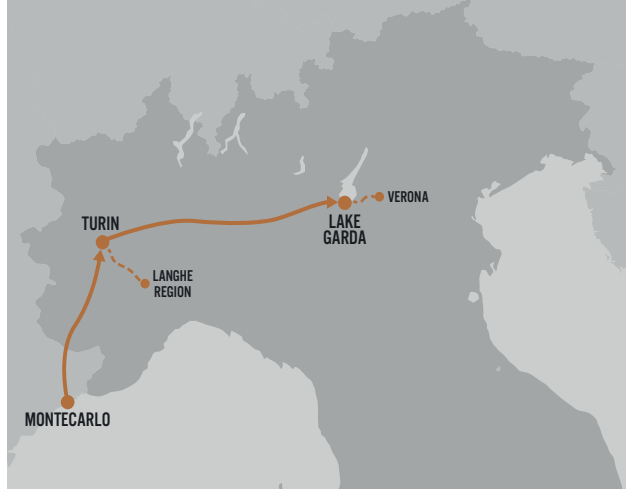 VERONA
TURIN
LAKE
GARDA
LANGHE
REGION
MONTECARLO